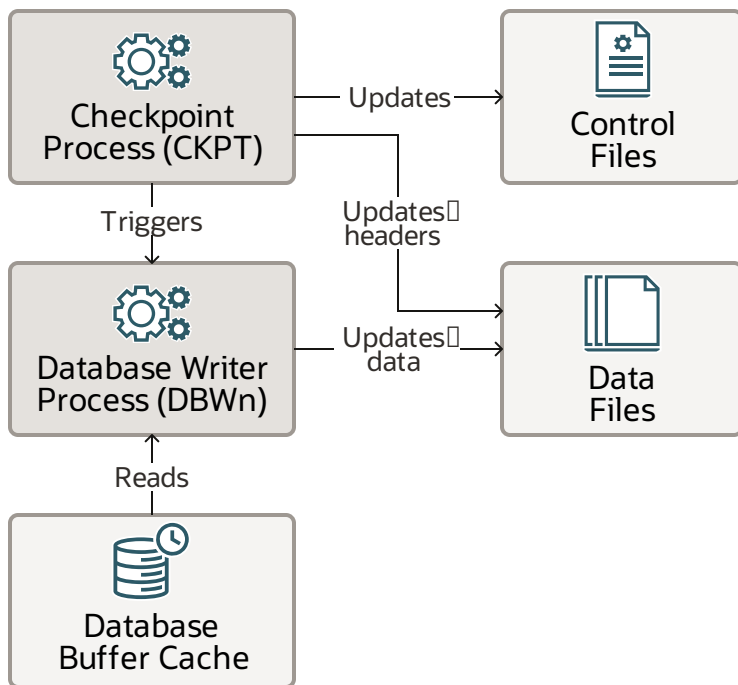 Checkpoint
Process (CKPT)
Updates
Control
Files
Triggers
Updates
headers
Database Writer
Process (DBWn)
Updates
data
Data
Files
Reads
Database
Buffer Cache